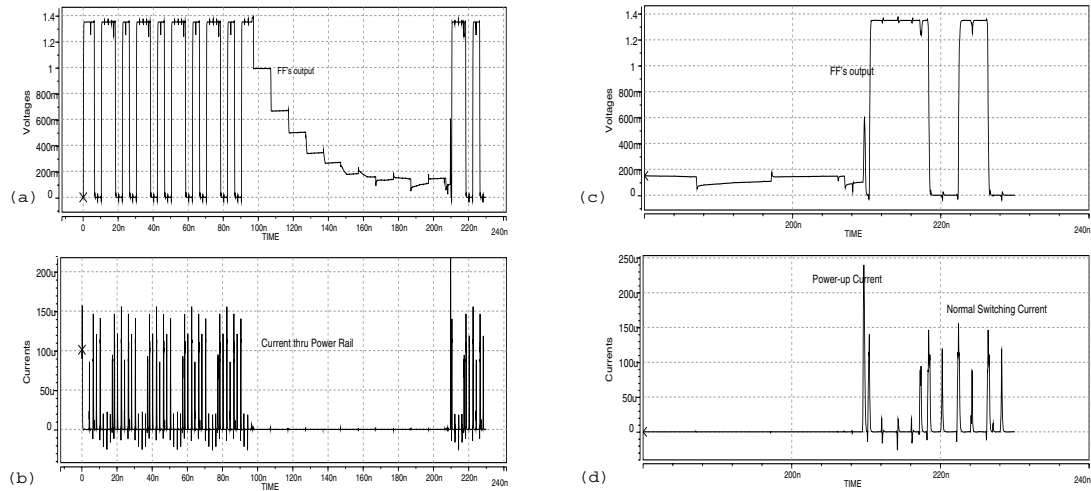 1.4
1.2
1
800m
600m
400m
200m
0
Voltages
FF's output
(a)
0 20n 40n 60n 80n 100n 120n 140n 160n 180n 200n 220n 240n
TIME
200u
150u
100u
50u
0
Currents
Current thru Power Rail
(b)
0 20n 40n 60n 80n 100n 120n 140n 160n 180n 200n 220n 240n
TIME
1.4
1.2
1
800m
600m
400m
200m
0
Voltages
FF's output
(c)
200n 220n 240n
TIME
250u
200u
150u
100u
50u
0
Currents
Power-up Current
Normal Switching Current
(d)
200n 220n 240n
TIME